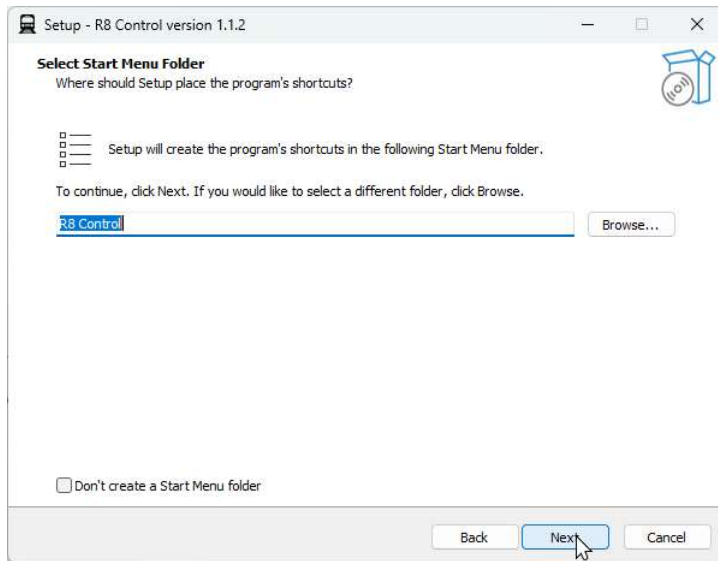 Setup - R8 Control version 1.1.2
Select Start Menu Folder
Where should Setup place the program's shortcuts?
Setup will create the program's shortcuts in the following Start Menu folder.
To continue, click Next. If you would like to select a different folder, click Browse.
R8 Control
Browse...
Don't create a Start Menu folder
Back
Next
Cancel